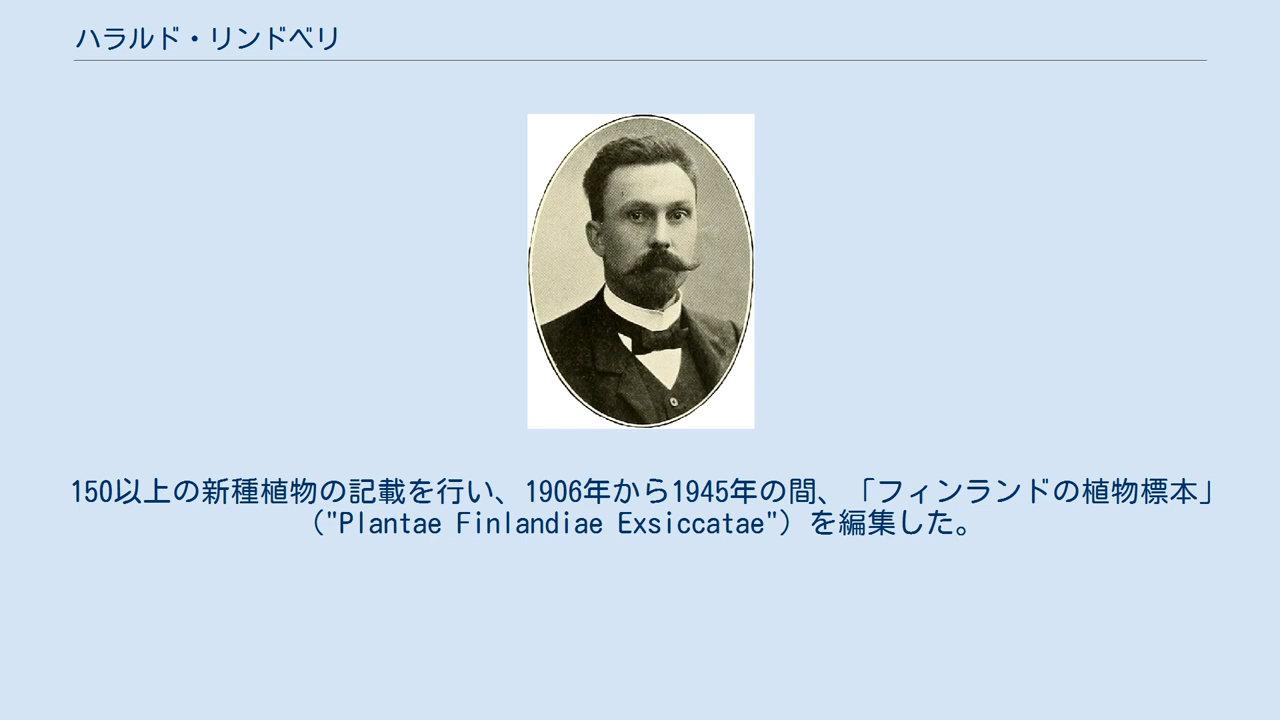 ハラルド・リンドベリ
150以上の新種植物の記載を行い、1906年から1945年の間、「フィンランドの植物標本」
（"Plantae Finlandiae Exsiccatae"）を編集した。